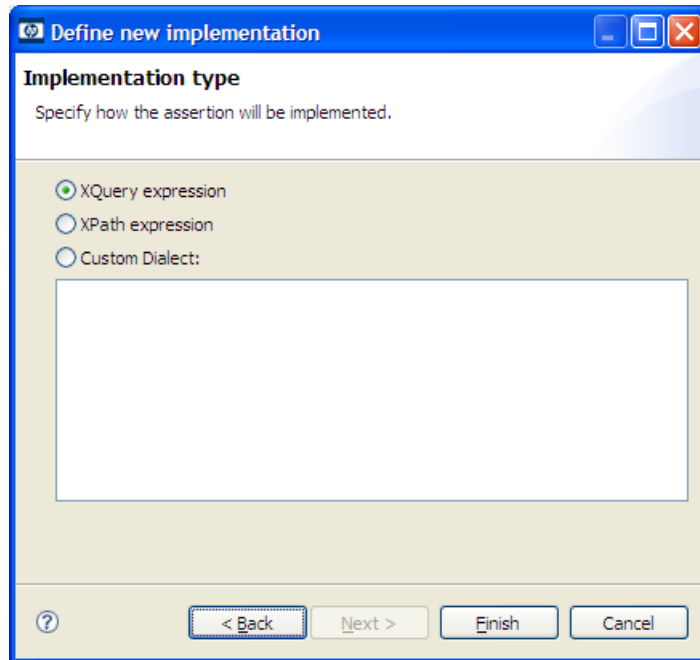 hp Define new implementation
Implementation type
Specify how the assertion will be implemented.
XQuery expression
XPath expression
Custom Dialect:
? < Back Next > Finish Cancel